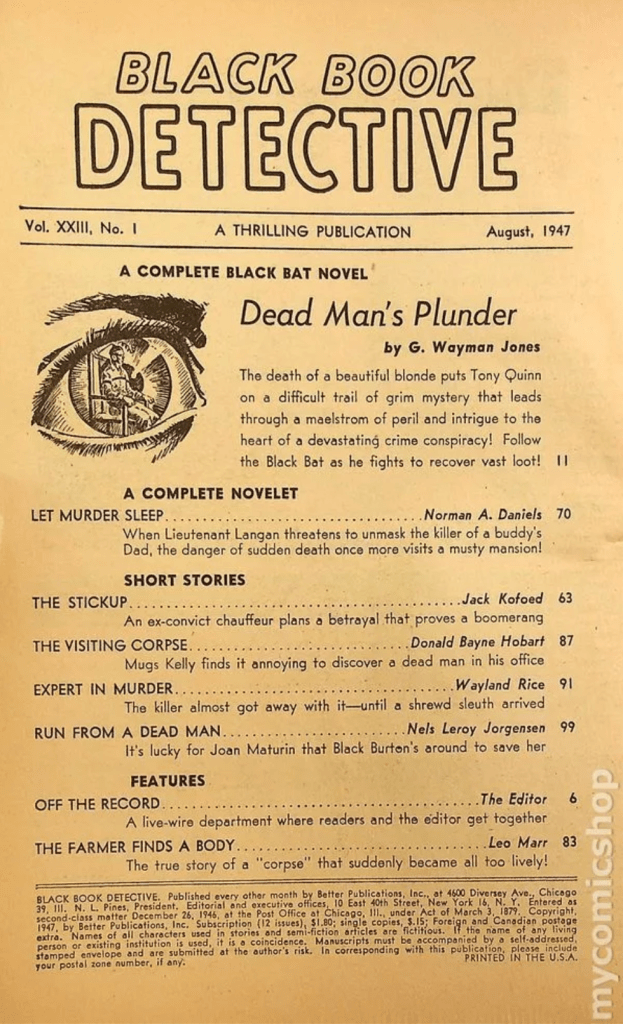 BLACK BOOK
DETECTIVE
Vol. XXIII, No. 1 A THRILLING PUBLICATION August, 1947
A COMPLETE BLACK BAT NOVEL
Dead Man's Plunder
by G. Wayman Jones
The death of a beautiful blonde puts Tony Quinn
on a difficult trail of grim mystery that leads
through a maelstrom of peril and intrigue to the
heart of a devastating crime conspiracy! Follow
the Black Bat as he fights to recover vast loot! 11
A COMPLETE NOVELET
LET MURDER SLEEP................................Norman A. Daniels 70
When Lieutenant Langan threatens to unmask the killer of a buddy's
Dad, the danger of sudden death once more visits a musty mansion!
SHORT STORIES
THE STICKUP.........................................Jack Kofoed 63
An ex-convict chauffeur plans a betrayal that proves a boomerang
THE VISITING CORPSE...........................Donald Bayne Hobart 87
Mugs Kelly finds it annoying to discover a dead man in his office
EXPERT IN MURDER..................................Wayland Rice 91
The killer almost got away with it—until a shrewd sleuth arrived
RUN FROM A DEAD MAN......................Nels Leroy Jorgensen 99
It's lucky for Joan Maturin that Black Burton's around to save her
FEATURES
OFF THE RECORD.......................................The Editor 6
A live-wire department where readers and the editor get together
THE FARMER FINDS A BODY..............................Leo Marr 83
The true story of a "corpse" that suddenly became all too lively!
BLACK BOOK DETECTIVE. Published every other month by Better Publications, Inc., at 4600 Diversey Ave., Chicago
39, Ill. N. L. Pines, President. Editorial and executive offices, 10 East 40th Street, New York 16, N. Y. Entered as
second-class matter December 26, 1946, at the Post Office at Chicago, Ill., under Act of March 3, 1879. Copyright,
1947, by Better Publications, Inc. Subscription (12 issues), $1.80; single copies, $.15; Foreign and Canadian postage
extra. Names of all characters used in stories and semi-fiction articles are fictitious. If the name of any living
person or existing institution is used, it is a coincidence. Manuscripts must be accompanied by a self-addressed,
stamped envelope and are submitted at the author's risk. In corresponding with this publication, please include
your postal zone number, if any. PRINTED IN THE U.S.A.
mycomicshop